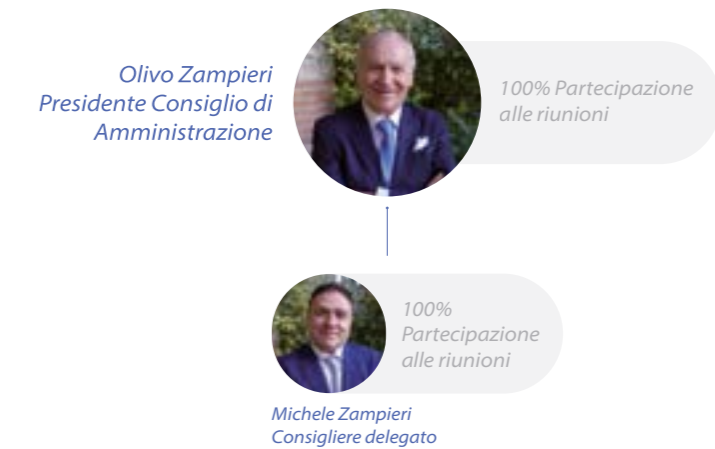 Olivo Zampieri
Presidente Consiglio di
Amministrazione
100% Partecipazione
alle riunioni
100%
Partecipazione
alle riunioni
Michele Zampieri
Consigliere delegato